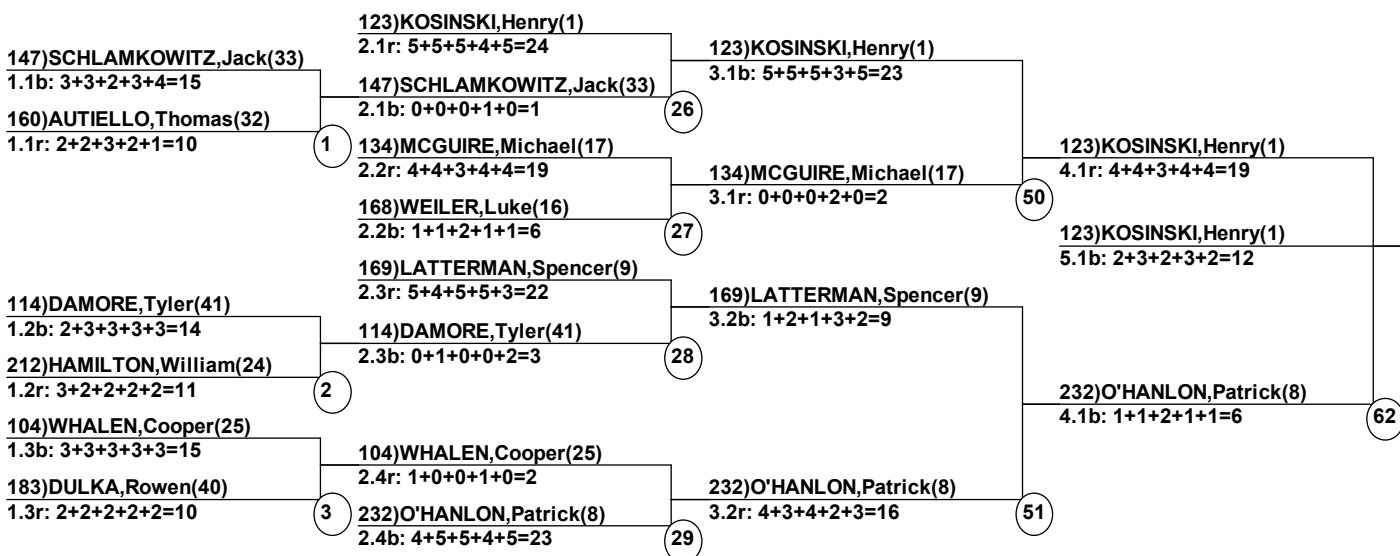 147)SCHLAMKOWITZ,Jack(33)
1.1b: 3+3+2+3+4=15
160)AUTIELLO,Thomas(32)
1.1r: 2+2+3+2+1=10
1
114)DAMORE,Tyler(41)
1.2b: 2+3+3+3+3=14
212)HAMILTON,William(24)
1.2r: 3+2+2+2+2=11
2
104)WHALEN,Cooper(25)
1.3b: 3+3+3+3+3=15
183)DULKA,Rowen(40)
1.3r: 2+2+2+2+2=10
3
123)KOSINSKI,Henry(1)
2.1r: 5+5+5+4+5=24
147)SCHLAMKOWITZ,Jack(33)
2.1b: 0+0+0+1+0=1
26
134)MCGUIRE,Michael(17)
2.2r: 4+4+3+4+4=19
168)WEILER,Luke(16)
2.2b: 1+1+2+1+1=6
27
169)LATTERMAN,Spencer(9)
2.3r: 5+4+5+5+3=22
114)DAMORE,Tyler(41)
2.3b: 0+1+0+0+2=3
28
104)WHALEN,Cooper(25)
2.4r: 1+0+0+1+0=2
232)O'HANLON,Patrick(8)
2.4b: 4+5+5+4+5=23
29
123)KOSINSKI,Henry(1)
3.1b: 5+5+5+3+5=23
134)MCGUIRE,Michael(17)
3.1r: 0+0+0+2+0=2
50
169)LATTERMAN,Spencer(9)
3.2b: 1+2+1+3+2=9
232)O'HANLON,Patrick(8)
3.2r: 4+3+4+2+3=16
51
123)KOSINSKI,Henry(1)
4.1r: 4+4+3+4+4=19
123)KOSINSKI,Henry(1)
5.1b: 2+3+2+3+2=12
232)O'HANLON,Patrick(8)
4.1b: 1+1+2+1+1=6
62